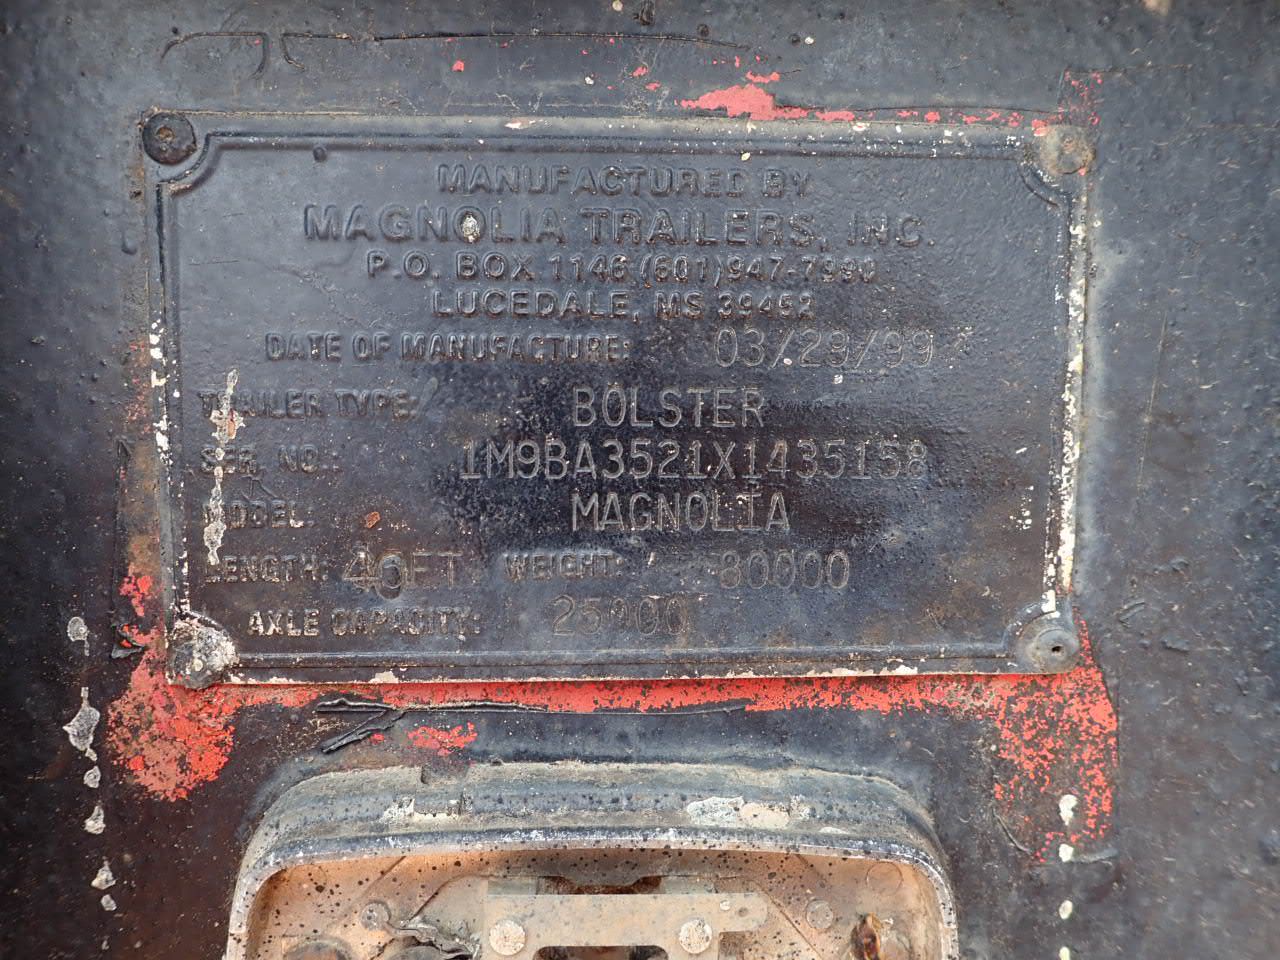 MANUFACTURED BY
MAGNOLIA TRAILERS, INC.
P.O. BOX 1146 (601) 947-7990
LUCEDALE, MS 39452
DATE OF MANUFACTURE: 03/29/99
TRAILER TYPE: BOLSTER
SER. NO.: 1M9BA3521X1435158
MODEL: MAGNOLIA
LENGTH: 40FT WEIGHT: 80000
AXLE CAPACITY: 25000